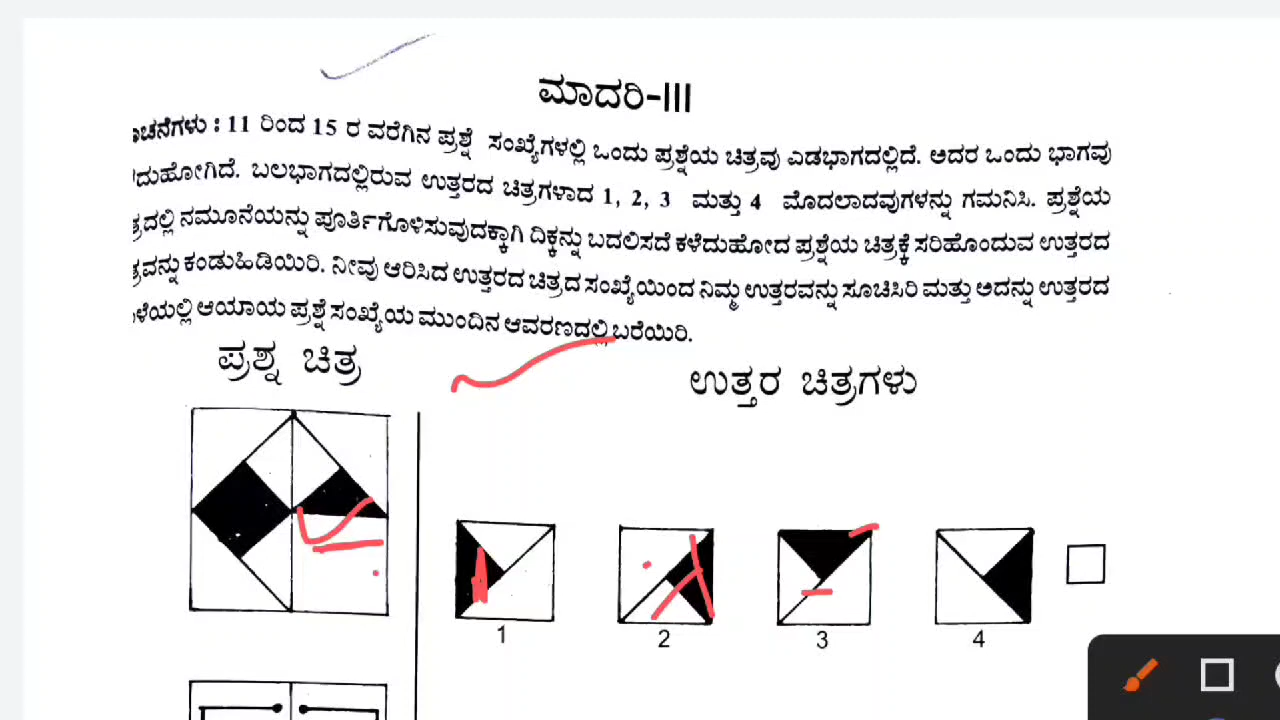 ಮಾದರಿ-III
ಚನೆಗಳು : 11 ರಿಂದ 15 ರ ವರೆಗಿನ ಪ್ರಶ್ನೆ ಸಂಖ್ಯೆಗಳಲ್ಲಿ ಒಂದು ಪ್ರಶ್ನೆಯ ಚಿತ್ರವು ಎಡಭಾಗದಲ್ಲಿದೆ. ಅದರ ಒಂದು ಭಾಗವು
ದುಹೋಗಿದೆ. ಬಲಭಾಗದಲ್ಲಿರುವ ಉತ್ತರದ ಚಿತ್ರಗಳಾದ 1, 2, 3 ಮತ್ತು 4 ಮೊದಲಾದವುಗಳನ್ನು ಗಮನಿಸಿ. ಪ್ರಶ್ನೆಯ
ತ್ರದಲ್ಲಿ ನಮೂನೆಯನ್ನು ಪೂರ್ತಿಗೊಳಿಸುವುದಕ್ಕಾಗಿ ದಿಕ್ಕನ್ನು ಬದಲಿಸದೆ ಕಳೆದುಹೋದ ಪ್ರಶ್ನೆಯ ಚಿತ್ರಕ್ಕೆ ಸರಿಹೊಂದುವ ಉತ್ತರದ
ತ್ರವನ್ನು ಕಂಡುಹಿಡಿಯಿರಿ. ನೀವು ಆರಿಸಿದ ಉತ್ತರದ ಚಿತ್ರದ ಸಂಖ್ಯೆಯಿಂದ ನಿಮ್ಮ ಉತ್ತರವನ್ನು ಸೂಚಿಸಿರಿ ಮತ್ತು ಅದನ್ನು ಉತ್ತರದ
ಳೆಯಲ್ಲಿ ಆಯಾಯ ಪ್ರಶ್ನೆ ಸಂಖ್ಯೆಯ ಮುಂದಿನ ಆವರಣದಲ್ಲಿ ಬರೆಯಿರಿ.
ಪ್ರಶ್ನ ಚಿತ್ರ
ಉತ್ತರ ಚಿತ್ರಗಳು
1 2 3 4